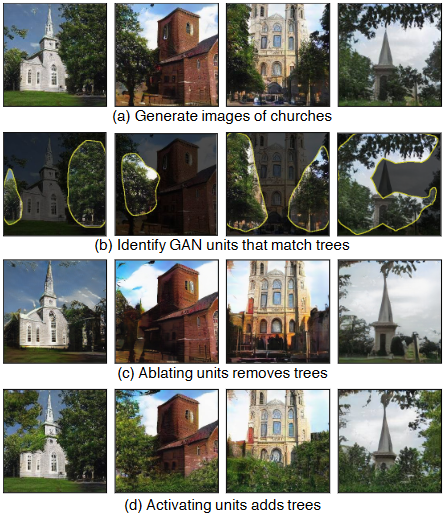 (a) Generate images of churches
(b) Identify GAN units that match trees
(c) Ablating units removes trees
(d) Activating units adds trees